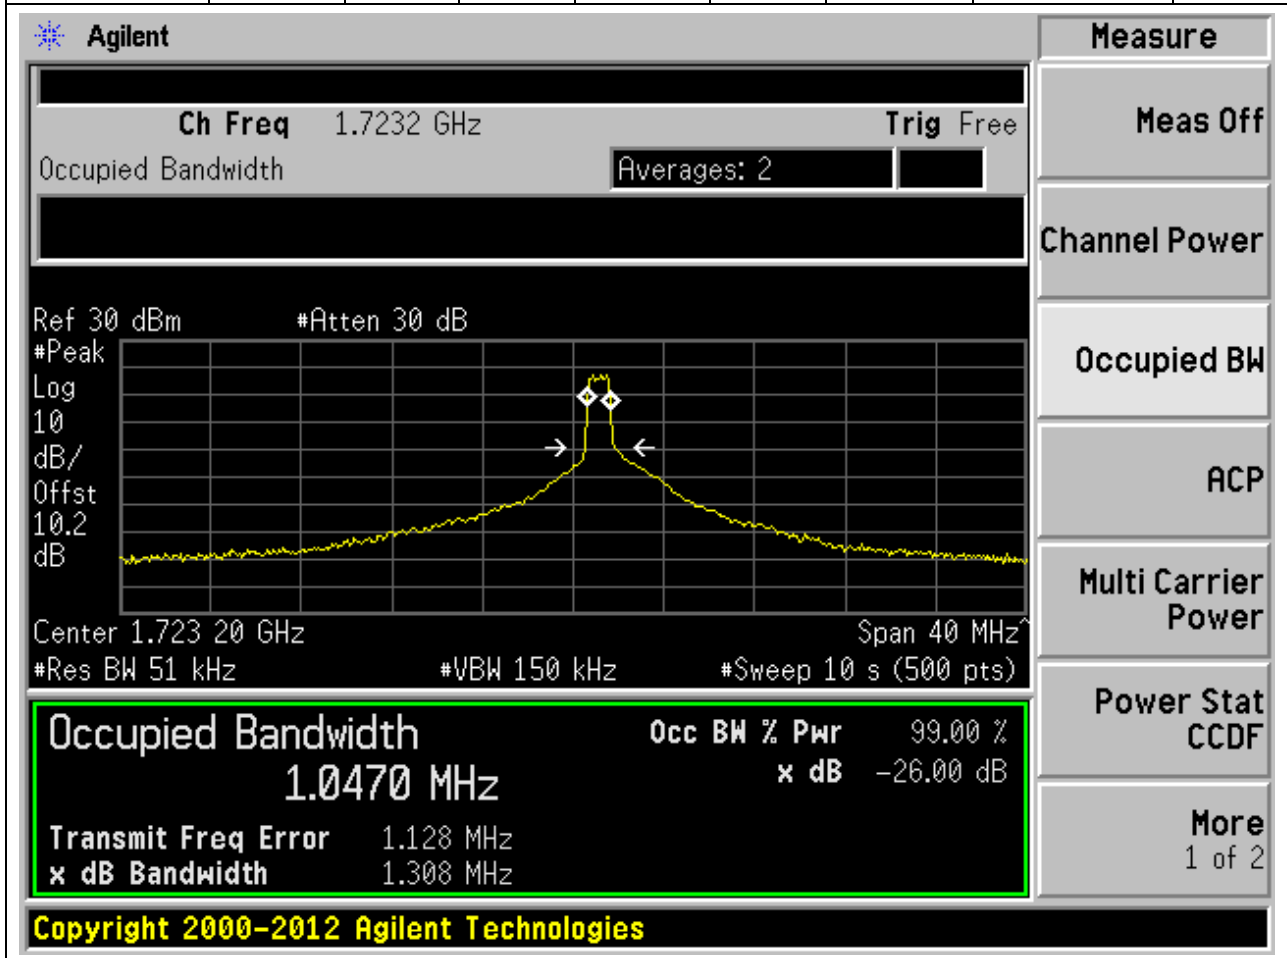 Agilent
Measure
Ch Freq 1.7232 GHz Trig Free
Occupied Bandwidth Averages: 2
Ref 30 dBm #Atten 30 dB
#Peak
Log
10
dB/
Offst
10.2
dB
Center 1.723 20 GHz Span 40 MHz^
#Res BW 51 kHz #VBW 150 kHz #Sweep 10 s (500 pts)
Occupied Bandwidth Occ BW % Pwr 99.00 %
1.0470 MHz x dB -26.00 dB
Transmit Freq Error 1.128 MHz
x dB Bandwidth 1.308 MHz
Copyright 2000-2012 Agilent Technologies
Meas Off
Channel Power
Occupied BW
ACP
Multi Carrier
Power
Power Stat
CCDF
More
1 of 2